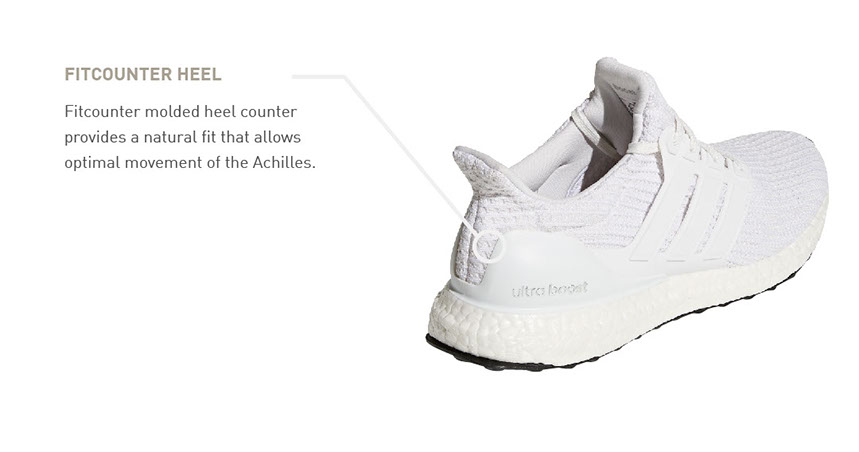 FITCOUNTER HEEL
Fitcounter molded heel counter
provides a natural fit that allows
optimal movement of the Achilles.
ultra boost